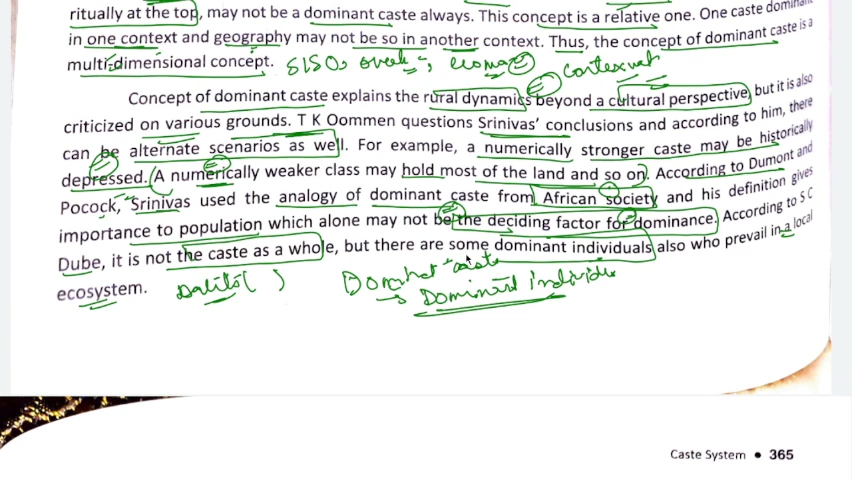 ritually at the top, may not be a dominant caste always. This concept is a relative one. One caste dominant
in one context and geography may not be so in another context. Thus, the concept of dominant caste is a
multi-dimensional concept.
Concept of dominant caste explains the rural dynamics beyond a cultural perspective, but it is also
criticized on various grounds. T K Oommen questions Srinivas' conclusions and according to him, there
can be alternate scenarios as well. For example, a numerically stronger caste may be historically
depressed. A numerically weaker class may hold most of the land and so on. According to Dumont and
Pocock, Srinivas used the analogy of dominant caste from African society and his definition gives
importance to population which alone may not be the deciding factor for dominance. According to S C
Dube, it is not the caste as a whole, but there are some dominant individuals also who prevail in a local
ecosystem. Dalits ( )
→ Dominant individu
Caste System • 365